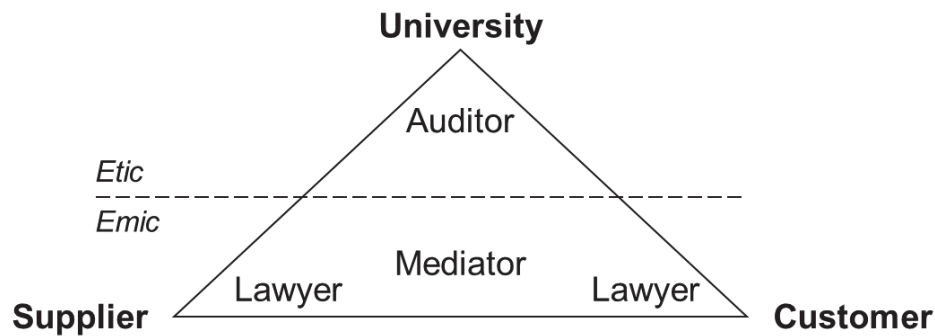 University
Auditor
Etic
Emic
Mediator
Lawyer
Lawyer
Supplier
Customer